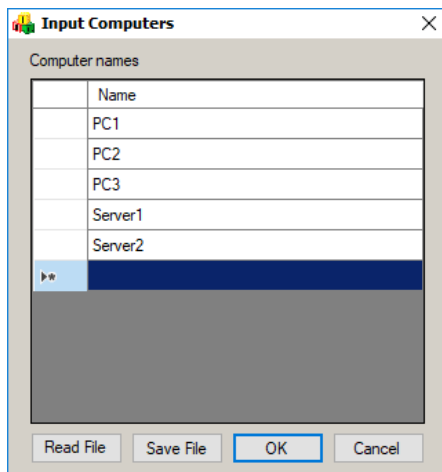 Input Computers
Computer names
Name
PC1
PC2
PC3
Server1
Server2
Read File Save File OK Cancel